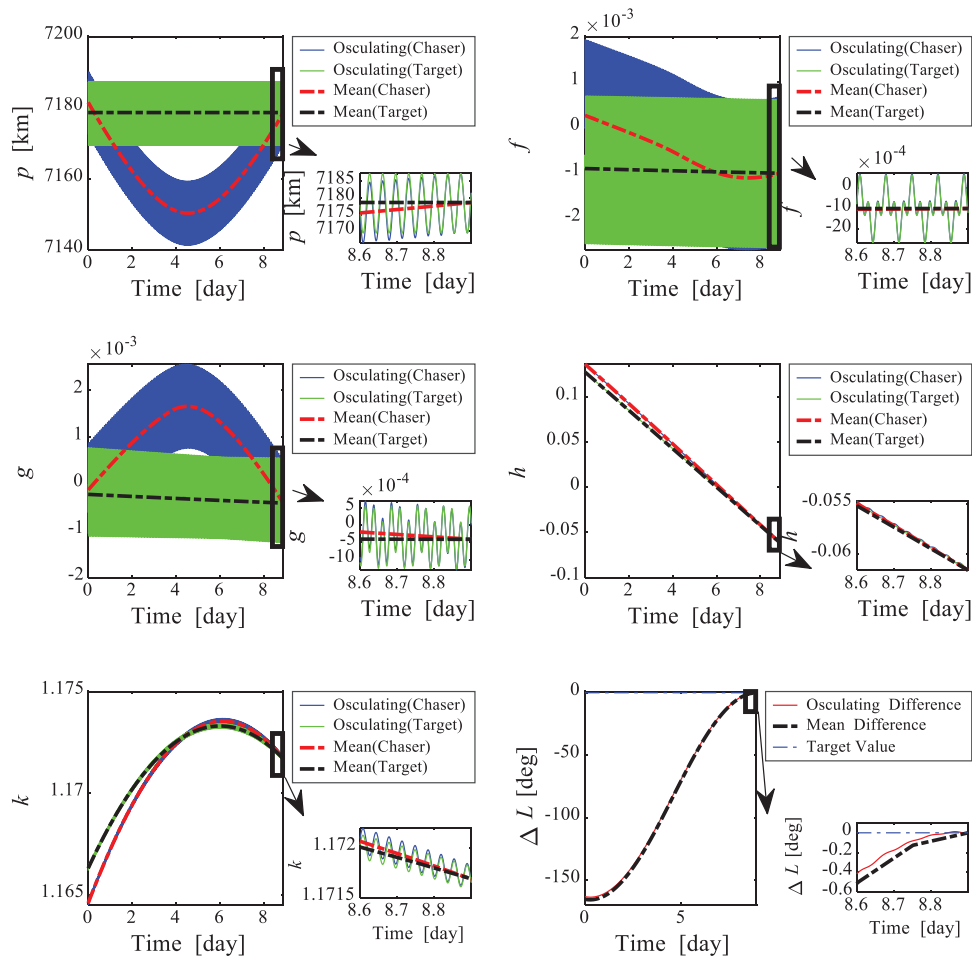 7200
7180
7160
7140
p [km]
0 4 8
Time [day]
Osculating(Chaser)
Osculating(Target)
Mean(Chaser)
Mean(Target)
p [km]
7185
7180
7175
7170
8.6 8.7 8.8
Time [day]
× 10⁻³
2
1
0
-1
-2
f
0 2 4 6 8
Time [day]
Osculating(Chaser)
Osculating(Target)
Mean(Chaser)
Mean(Target)
× 10⁻⁴
f
0
-10
-20
8.6 8.7 8.8
Time [day]
× 10⁻³
2
1
0
-1
-2
g
0 2 4 6 8
Time [day]
Osculating(Chaser)
Osculating(Target)
Mean(Chaser)
Mean(Target)
× 10⁻⁴
g
5
0
-5
-10
8.6 8.7 8.8
Time [day]
0.1
0.05
0
-0.05
-0.1
h
0 2 4 6 8
Time [day]
Osculating(Chaser)
Osculating(Target)
Mean(Chaser)
Mean(Target)
h
-0.055
-0.06
8.6 8.7 8.8
Time [day]
1.175
1.17
1.165
k
0 2 4 6 8
Time [day]
Osculating(Chaser)
Osculating(Target)
Mean(Chaser)
Mean(Target)
k
1.172
1.1715
8.6 8.7 8.8
Time [day]
0
-50
-100
-150
Δ L [deg]
5
Time [day]
Osculating Difference
Mean Difference
Target Value
Δ L [deg]
0
-0.2
-0.4
-0.6
8.6 8.7 8.8
Time [day]